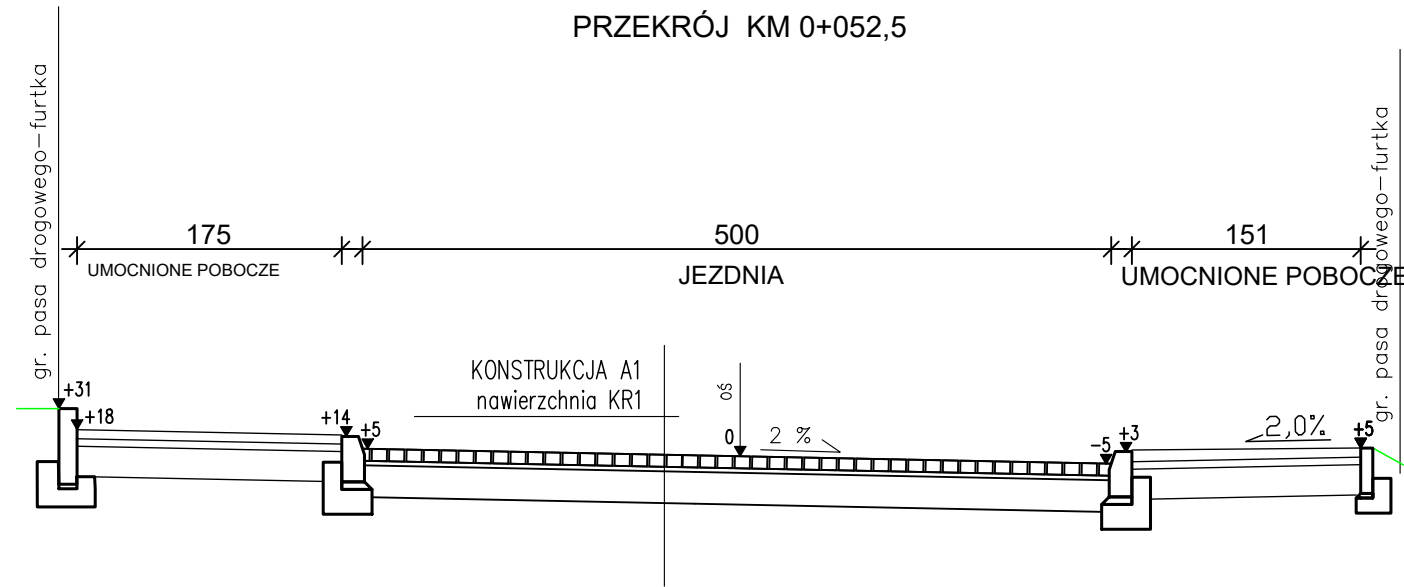 PRZEKRÓJ KM 0+052,5
gr. pasa drogowego-furtka
gr. pasa drogowego-furtka
175
500
151
UMOCNIONE POBOCZE
JEZDNIA
UMOCNIONE POBOCZE
KONSTRUKCJA A1
nawierzchnia KR1
oś
+31
+18
+14
+5
0
2 %
-5
+3
2,0%
+5